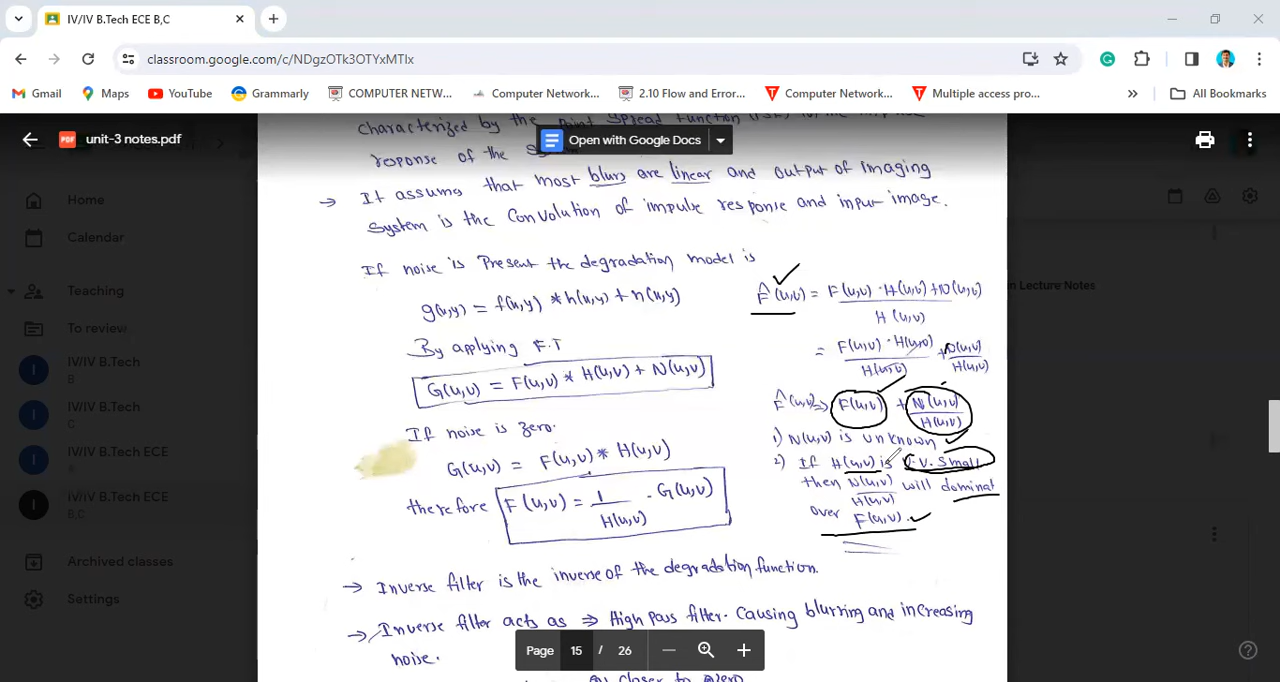 IV/IV B.Tech ECE B,C
classroom.google.com/c/NDgzOTk3OTYxMTIx
Gmail Maps YouTube Grammarly COMPUTER NETW... Computer Network... 2.10 Flow and Error... Computer Network... Multiple access pro... » All Bookmarks
unit-3 notes.pdf
Open with Google Docs
Home
Calendar
Teaching
To review
IV/IV B.Tech
B
IV/IV B.Tech
C
IV/IV B.Tech ECE
B
IV/IV B.Tech ECE
B,C
Archived classes
Settings
n Lecture Notes
characterized by the Point Spread Function
response of the
→ It assumes that most blurs are linear and output of imaging
system is the Convolution of impulse response and input image.
If noise is Present the degradation model is
g(x,y) = f(x,y) * h(x,y) + n(x,y)
By applying F.T
G(u,v) = F(u,v) * H(u,v) + N(u,v)
If noise is zero.
G(u,v) = F(u,v) * H(u,v)
therefore F(u,v) = 1/H(u,v) . G(u,v)
F̂(u,v) = F(u,v) . H(u,v) + N(u,v) / H(u,v)
= F(u,v) . H(u,v) / H(u,v) + N(u,v) / H(u,v)
F̂(u,v) ⇒ F(u,v) + N(u,v) / H(u,v)
1) N(u,v) is unknown
2) If H(u,v) is v. small
then N(u,v)/H(u,v) will dominat
over F(u,v).
→ Inverse filter is the inverse of the degradation function.
→ Inverse filter acts as ⇒ High pass filter. Causing blurring and increasing
noise.
closer to zero
Page 15 / 26